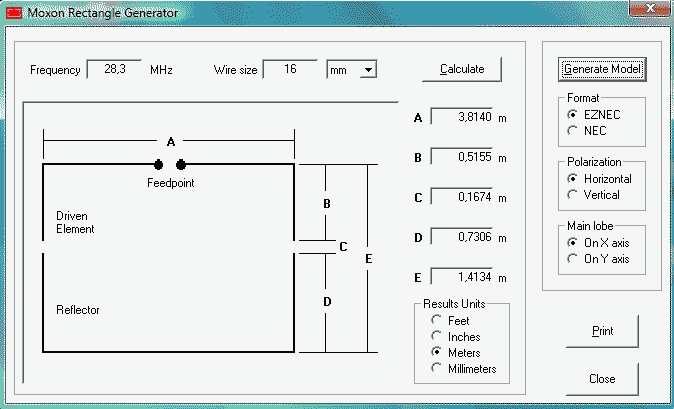 Moxon Rectangle Generator
X
Frequency 28,3 MHz Wire size 16 mm Calculate
Generate Model
A
Feedpoint
Driven
Element
B
C
E
D
Reflector
A 3,8140 m
B 0,5155 m
C 0,1674 m
D 0,7306 m
E 1,4134 m
Results Units
Feet
Inches
Meters
Millimeters
Format
EZNEC
NEC
Polarization
Horizontal
Vertical
Main lobe
On X axis
On Y axis
Print
Close